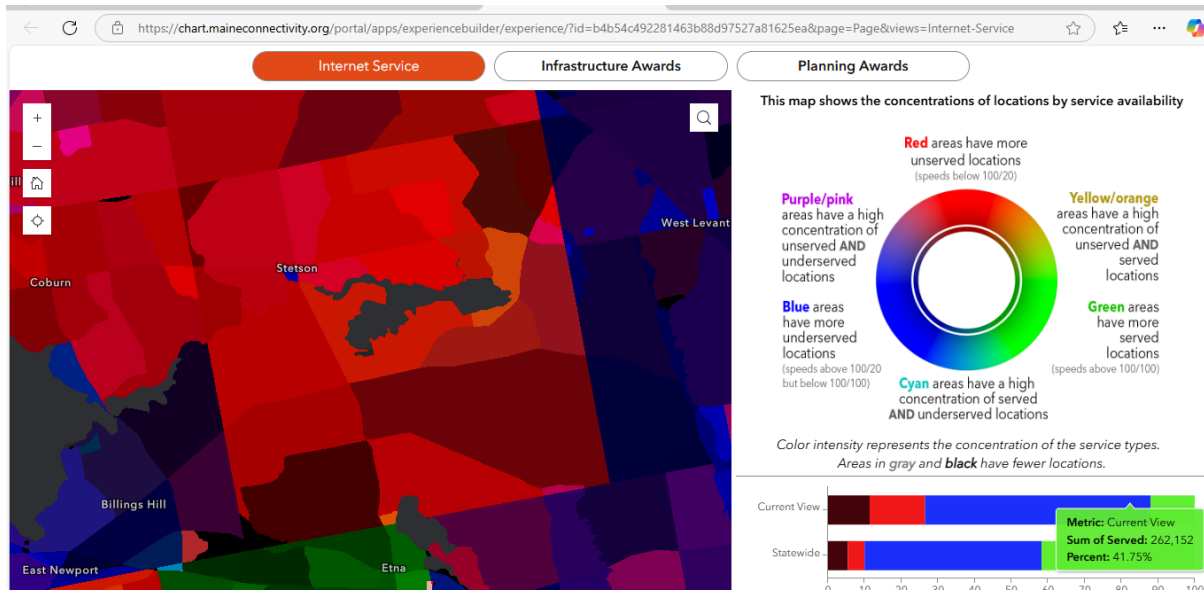 https://chart.maineconnectivity.org/portal/apps/experiencebuilder/experience/?id=b4b54c492281463b88d97527a81625ea&page=Page&views=Internet-Service
Internet Service
Infrastructure Awards
Planning Awards
+
−
West Levant
Stetson
Coburn
Billings Hill
East Newport
Etna
This map shows the concentrations of locations by service availability
Red areas have more
unserved locations
(speeds below 100/20)
Purple/pink
areas have a high
concentration of
unserved AND
underserved
locations
Yellow/orange
areas have a high
concentration of
unserved AND
served
locations
Blue areas
have more
underserved
locations
(speeds above 100/20
but below 100/100)
Green areas
have more
served
locations
(speeds above 100/100)
Cyan areas have a high
concentration of served
AND underserved locations
Color intensity represents the concentration of the service types.
Areas in gray and black have fewer locations.
Current View
Statewide
Metric: Current View
Sum of Served: 262,152
Percent: 41.75%
0 10 20 30 40 50 60 70 80 90 100